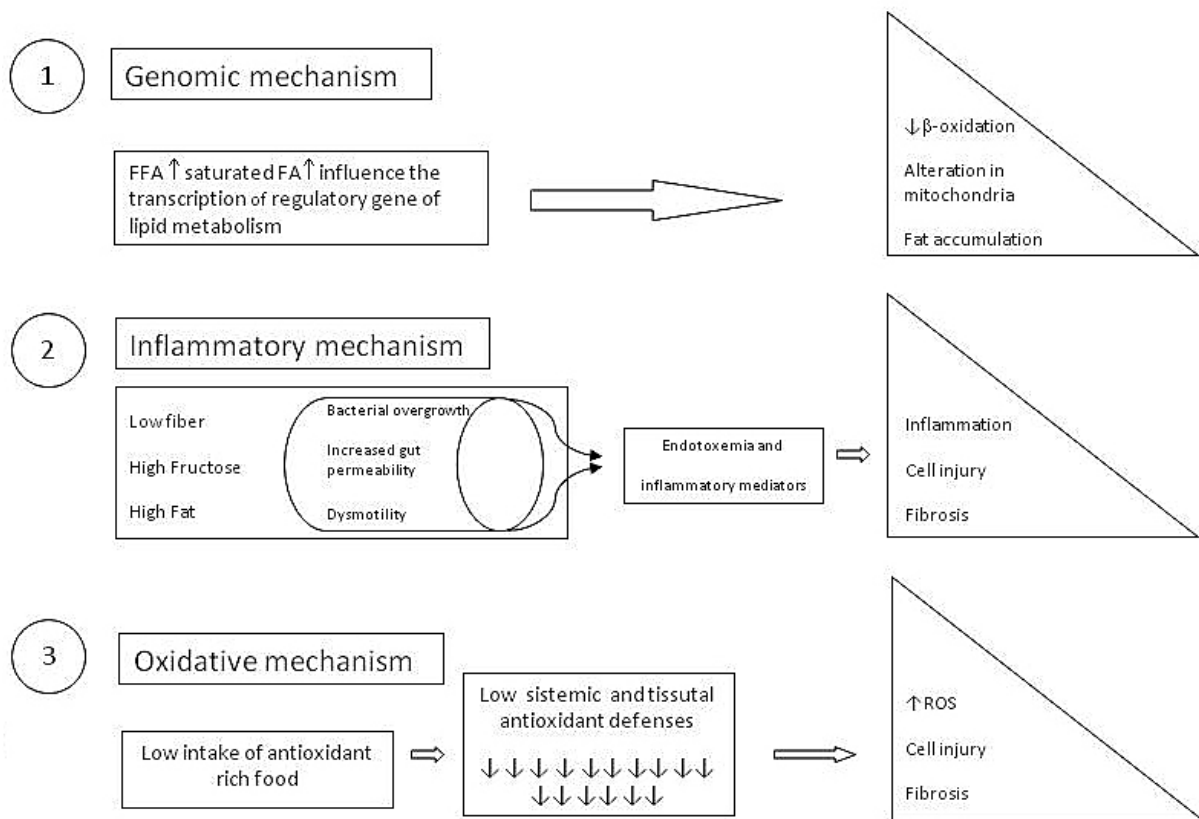 1
Genomic mechanism
FFA ↑ saturated FA↑ influence the
transcription of regulatory gene of
lipid metabolism
↓β-oxidation
Alteration in
mitochondria
Fat accumulation
2
Inflammatory mechanism
Low fiber
High Fructose
High Fat
Bacterial overgrowth
Increased gut
permeability
Dysmotility
Endotoxemia and
inflammatory mediators
Inflammation
Cell injury
Fibrosis
3
Oxidative mechanism
Low intake of antioxidant
rich food
Low sistemic and tissutal
antioxidant defenses
↓↓↓↓↓↓↓↓↓↓
↓↓↓↓↓↓
↑ROS
Cell injury
Fibrosis